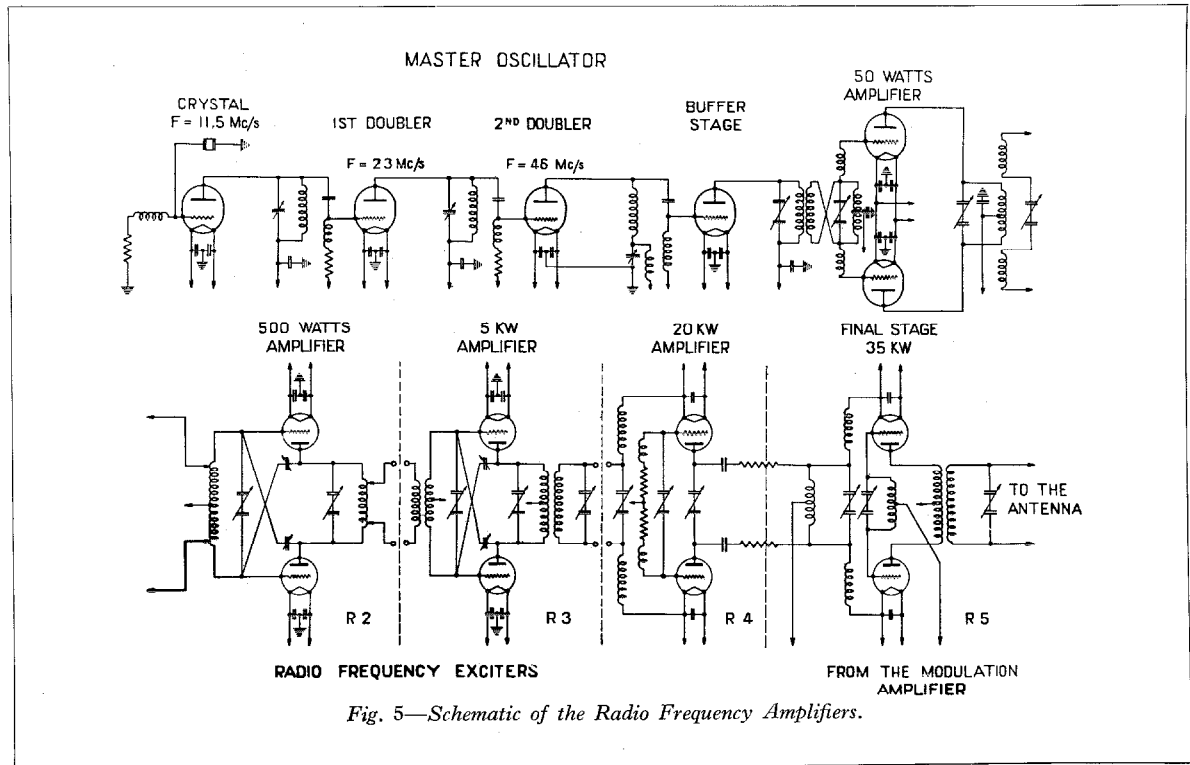 MASTER OSCILLATOR
CRYSTAL
F = 11,5 Mc/s
1ST DOUBLER
F = 23 Mc/s
2ND DOUBLER
F = 46 Mc/s
BUFFER
STAGE
50 WATTS
AMPLIFIER
500 WATTS
AMPLIFIER
5 KW
AMPLIFIER
20 KW
AMPLIFIER
FINAL STAGE
35 KW
TO THE
ANTENNA
R 2
R 3
R 4
R 5
RADIO FREQUENCY EXCITERS
FROM THE MODULATION
AMPLIFIER
Fig. 5—Schematic of the Radio Frequency Amplifiers.